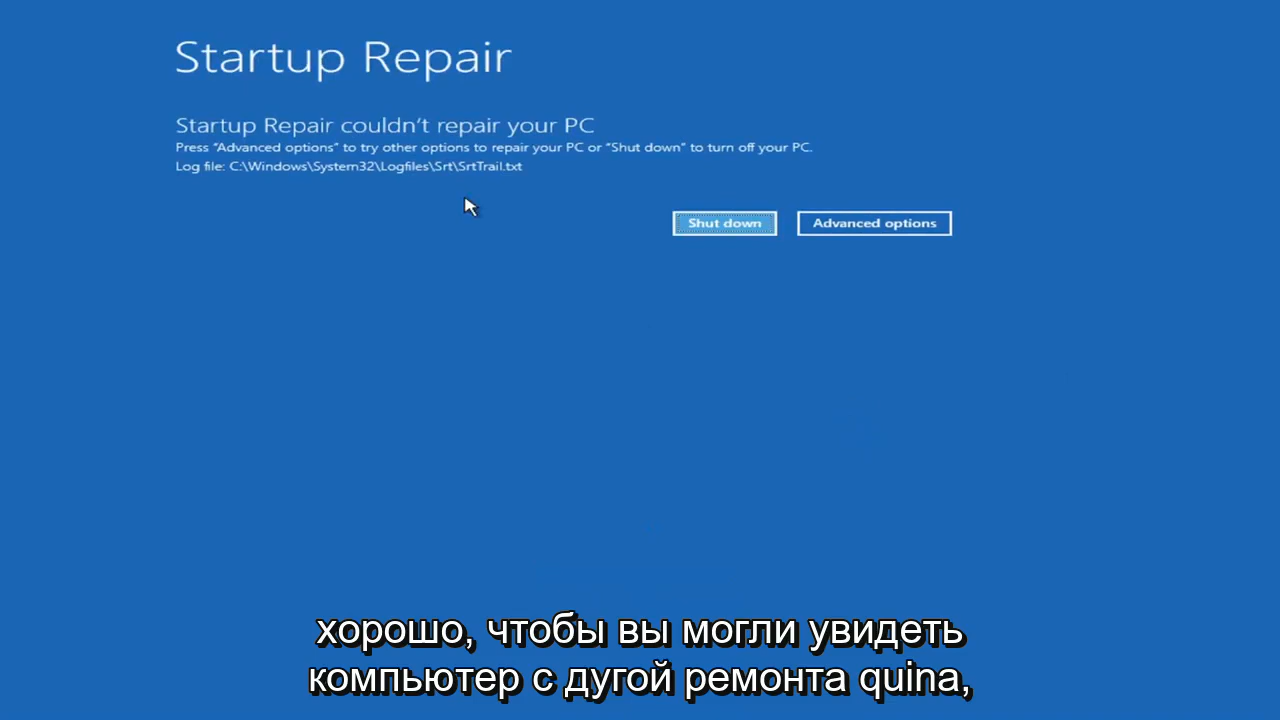 Startup Repair
Startup Repair couldn't repair your PC
Press “Advanced options” to try other options to repair your PC or “Shut down” to turn off your PC.
Log file: C:\Windows\System32\Logfiles\Srt\SrtTrail.txt
Shut down
Advanced options
хорошо, чтобы вы могли увидеть
компьютер с дугой ремонта quina,